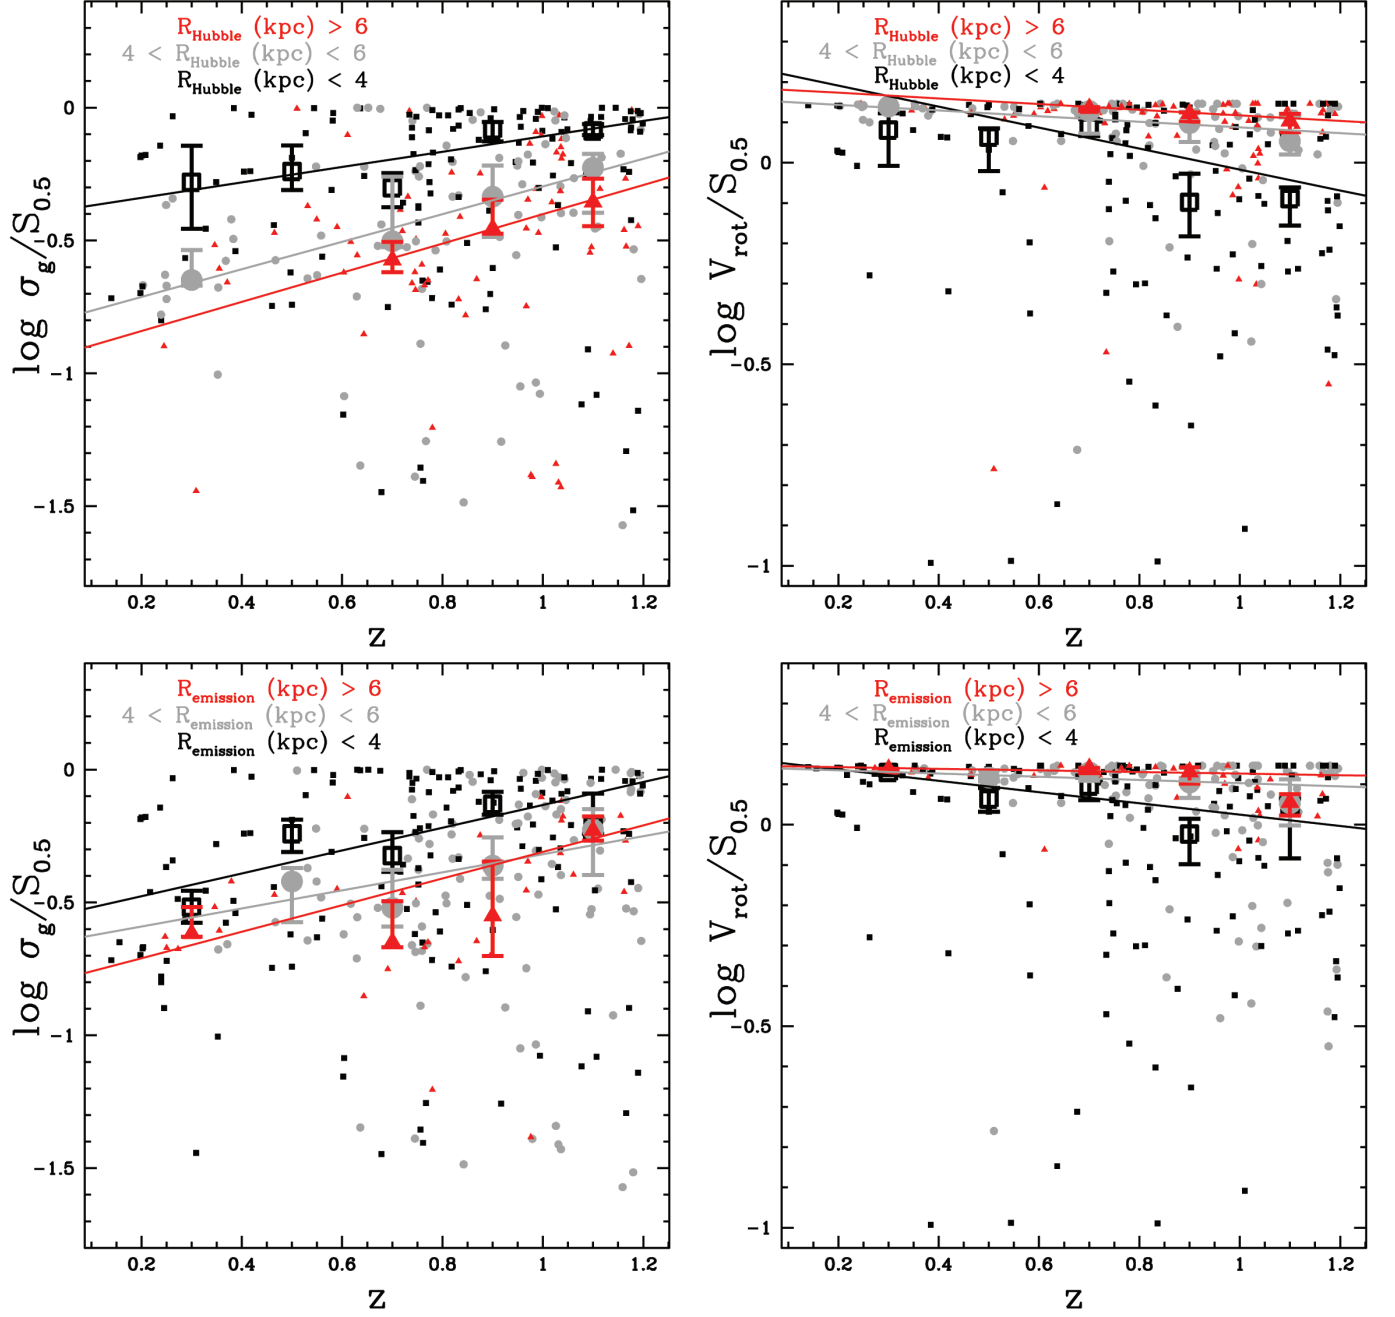 R_Hubble (kpc) > 6
4 < R_Hubble (kpc) < 6
R_Hubble (kpc) < 4
0
-0.5
-1
-1.5
log σ_g/S_0.5
0.2 0.4 0.6 0.8 1 1.2
z
R_Hubble (kpc) > 6
4 < R_Hubble (kpc) < 6
R_Hubble (kpc) < 4
0
-0.5
-1
log V_rot/S_0.5
0.2 0.4 0.6 0.8 1 1.2
z
R_emission (kpc) > 6
4 < R_emission (kpc) < 6
R_emission (kpc) < 4
0
-0.5
-1
-1.5
log σ_g/S_0.5
0.2 0.4 0.6 0.8 1 1.2
z
R_emission (kpc) > 6
4 < R_emission (kpc) < 6
R_emission (kpc) < 4
0
-0.5
-1
log V_rot/S_0.5
0.2 0.4 0.6 0.8 1 1.2
z